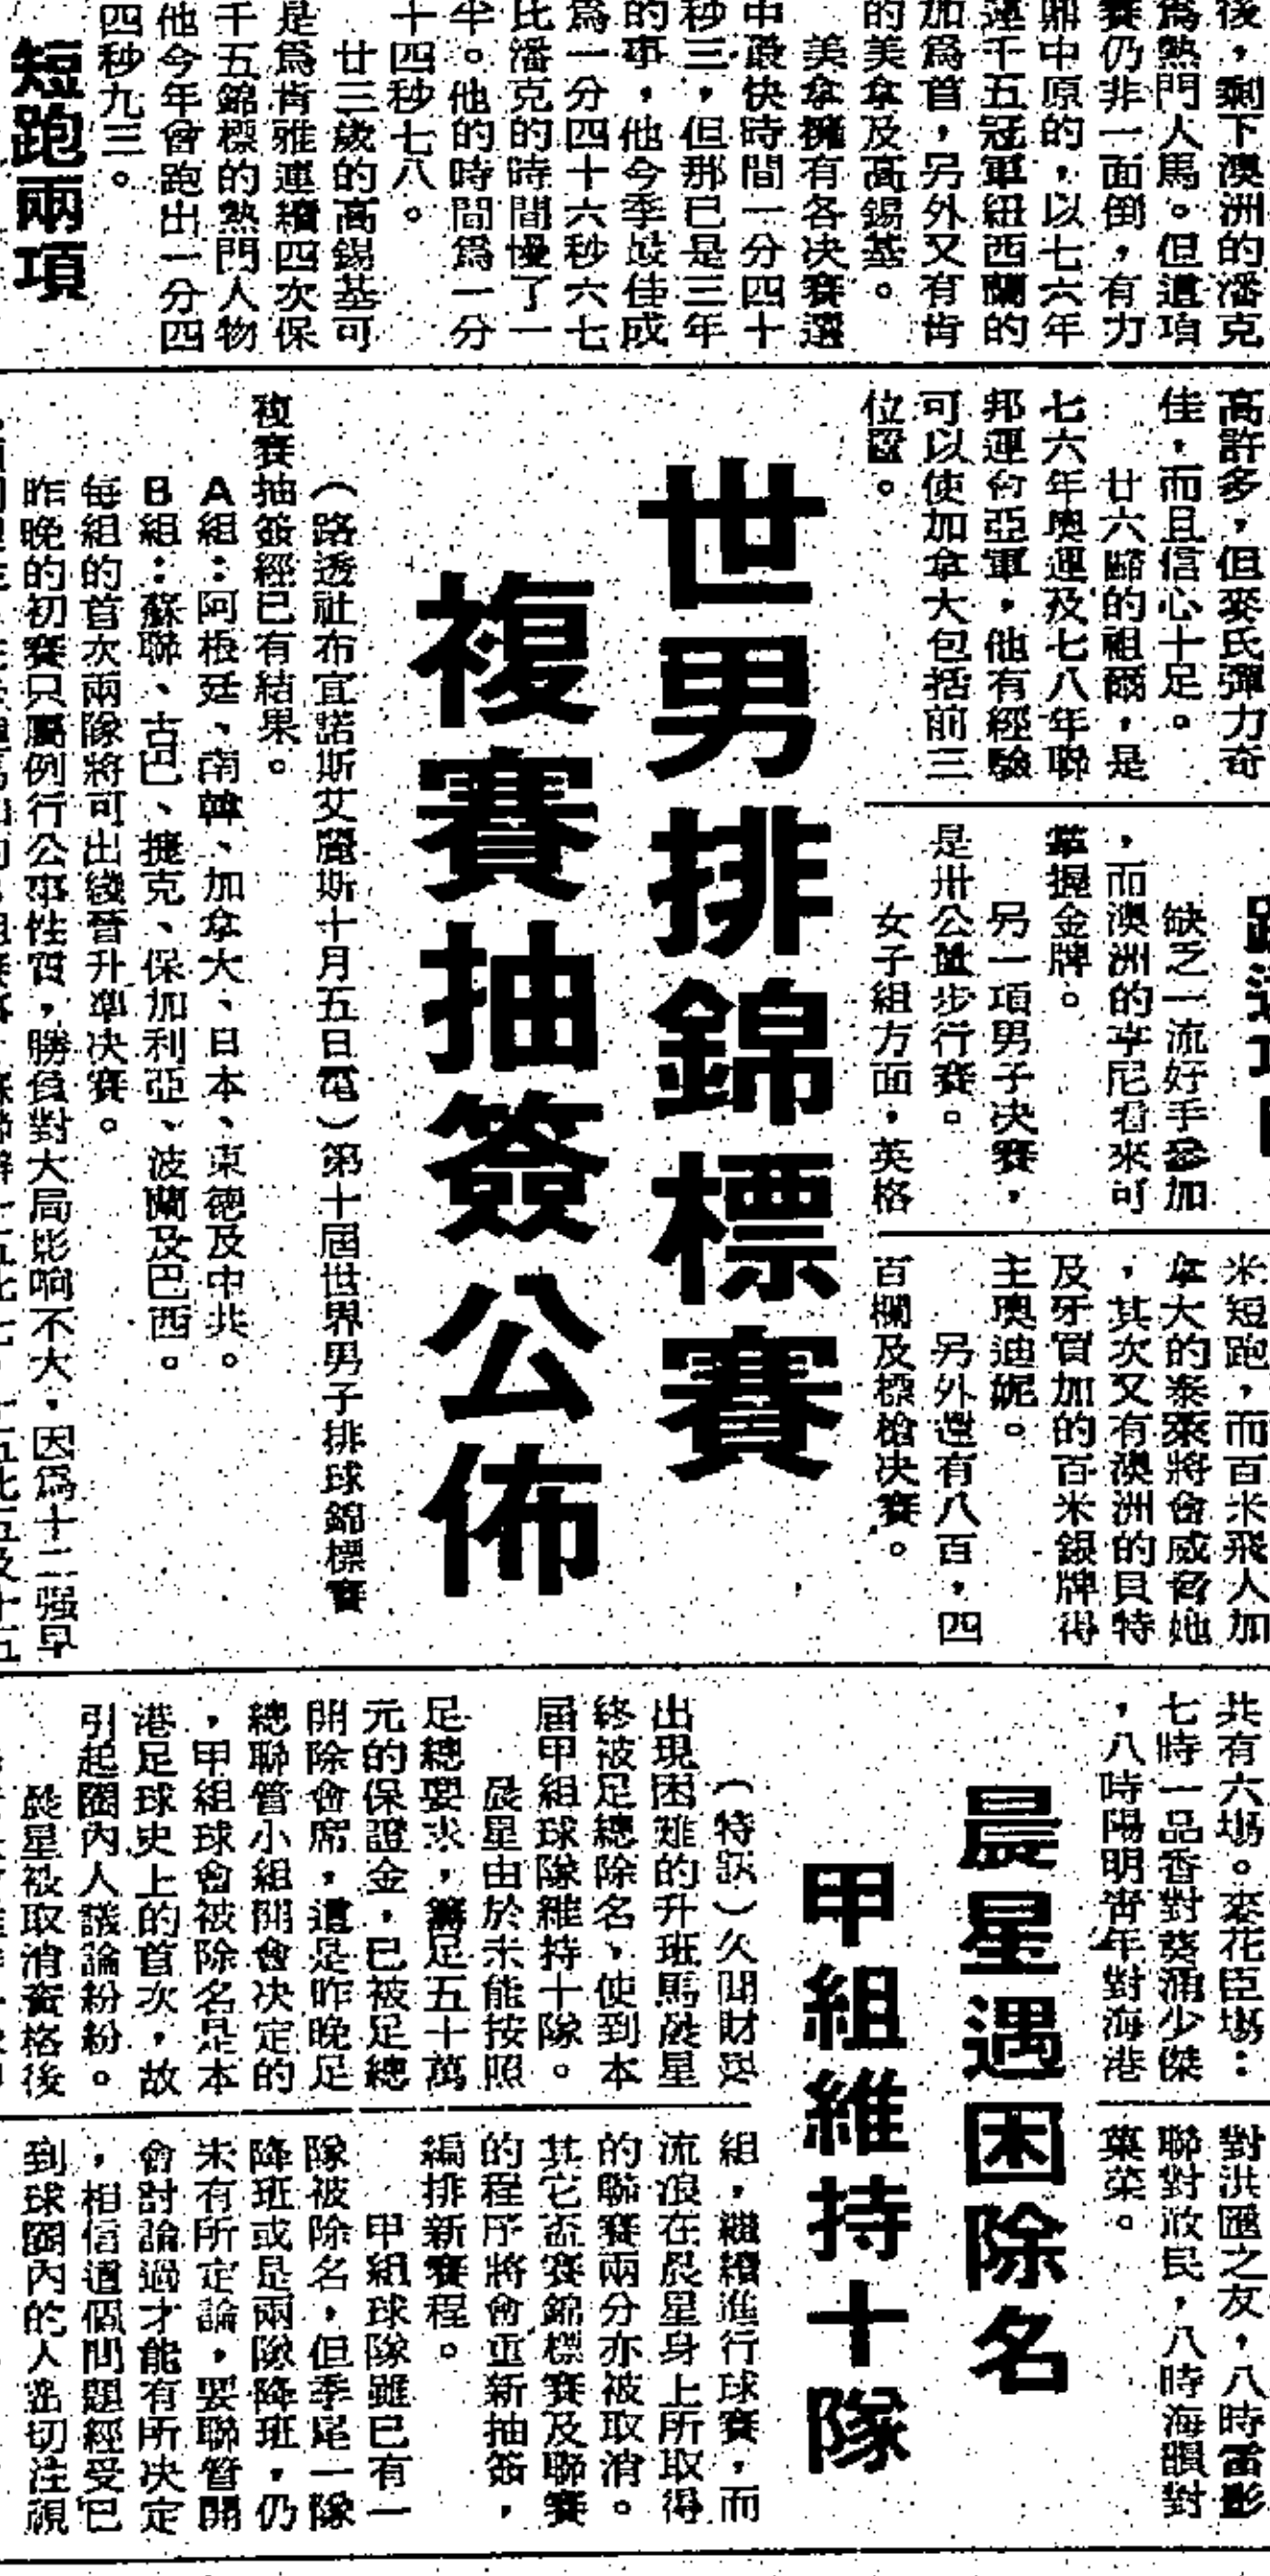 後，剩下澳洲的潘克
為熱門人馬。但這項
賽仍非一面倒，有力
鼎中原的，以七六年
運千五冠軍紐西蘭的
加為首，另外又有肯
的美拿及高錫基。
美拿擁有各決賽選
中最快時間一分四十
秒三，但那已是三年
的事，他今季最佳成
為一分四十六秒六七
比潘克的時間慢了一
半。他的時間為一分
十四秒七八。
廿三歲的高錫基可
是為肯雅連續四次保
千五錦標的熱門人物
他今年會跑出一分四
四秒九三。
短跑兩項
高許多，但麥氏彈力奇
佳，而且信心十足。
廿六歲的祖爾，是
七六年奧運及七八年聯
邦運會亞軍，他有經驗
可以使加拿大包括前三
位置。
缺乏一流好手參加
，而澳洲的亨尼看來可
掌握金牌。
另一項男子決賽，
是卅公里步行賽。
女子組方面，英格
米短跑，而百米飛人加
拿大的泰萊將會威脅她
，其次又有澳洲的貝特
及牙買加的百米銀牌得
主奧迪妮。
另外還有八百，四
百欄及標槍決賽。
世男排錦標賽
複賽抽簽公佈
（路透社布宜諾斯艾麗斯十月五日電）第十屆世界男子排球錦標賽
複賽抽簽經已有結果。
A組：阿根廷、南韓、加拿大、日本、東德及中共。
B組：蘇聯、古巴、捷克、保加利亞、波蘭及巴西。
每組的首次兩隊將可出綫晉升準決賽。
昨晚的初賽只屬例行公事性質，勝負對大局影响不大，因為十二強早
共有六場。麥花臣場：
七時一品香對葵涌少傑
，八時陽明青年對海港
對洪匯之友，八時雷彭
聯對政民，八時海韻對
菓菜。
晨星遇困除名
甲組維持十隊
（特訊）久聞財政
出現困難的升班馬晨星
終被足總除名，使到本
屆甲組球隊維持十隊。
晨星由於未能按照
足總要求，籌足五十萬
元的保證金，已被足總
開除會席，這是昨晚足
總聯管小組開會決定的
，甲組球會被除名是本
港足球史上的首次，故
引起圈內人議論紛紛。
晨星被取消資格後
組，繼續進行球賽，而
流浪在晨星身上所取得
的聯賽兩分亦被取消。
其它盃賽錦標賽及聯賽
的程序將會重新抽簽，
編排新賽程。
甲組球隊雖已有一
隊被除名，但季尾一隊
降班或是兩隊降班，仍
未有所定論，要聯管開
會討論過才能有所決定
，相信這個問題經受已
到球圈內的人密切注視